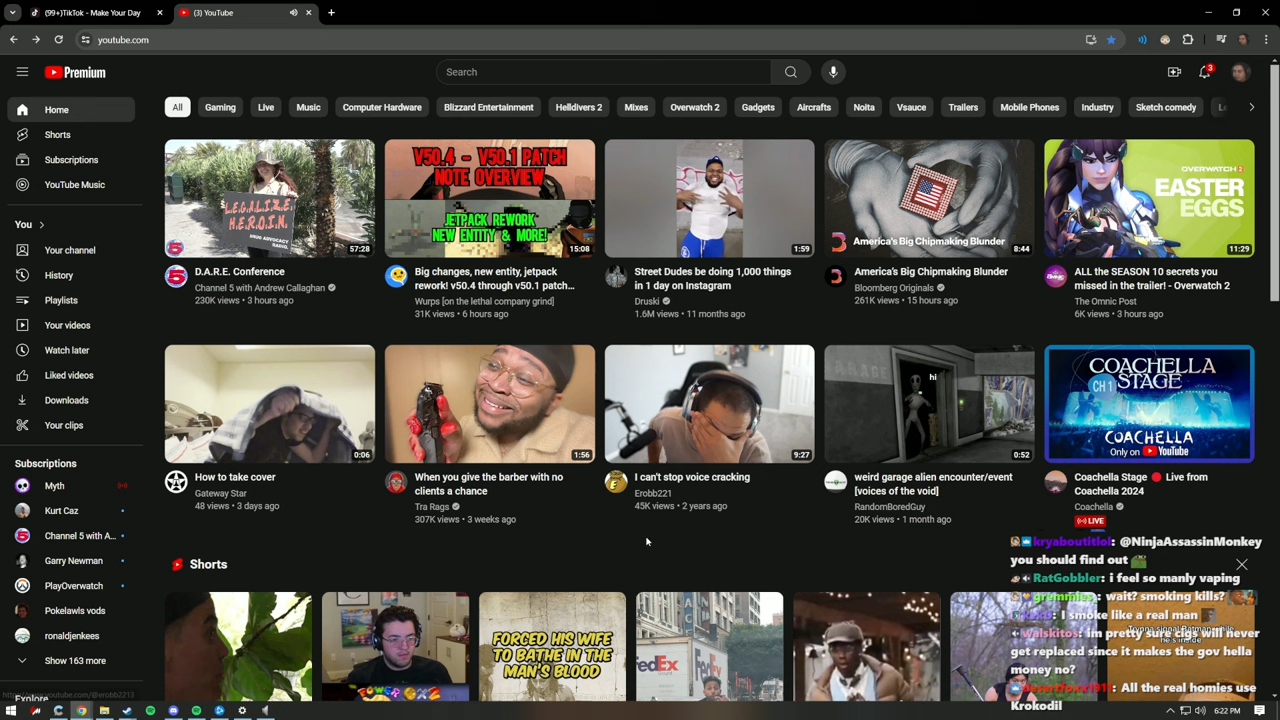 (99+)TikTok - Make Your Day
(3) YouTube
youtube.com
Premium
Search
3
Home
Shorts
Subscriptions
YouTube Music
You
Your channel
History
Playlists
Your videos
Watch later
Liked videos
Downloads
Your clips
Subscriptions
Myth
Kurt Caz
Channel 5 with A...
Garry Newman
PlayOverwatch
Pokelawls vods
ronaldjenkees
Show 163 more
Explore
All
Gaming
Live
Music
Computer Hardware
Blizzard Entertainment
Helldivers 2
Mixes
Overwatch 2
Gadgets
Aircrafts
Noita
Vsauce
Trailers
Mobile Phones
Industry
Sketch comedy
L.E.G.A.L.I.Z.E.
H.E.R.O.I.N.
DRUG ADVOCACY
RADIO.
57:28
D.A.R.E. Conference
Channel 5 with Andrew Callaghan
230K views • 3 hours ago
V50.4 - V50.1 PATCH
NOTE OVERVIEW
JETPACK REWORK
NEW ENTITY & MORE!
15:08
Big changes, new entity, jetpack
rework! v50.4 through v50.1 patch...
Wurps [on the lethal company grind]
31K views • 6 hours ago
1:59
Street Dudes be doing 1,000 things
in 1 day on Instagram
Druski
1.6M views • 11 months ago
America's Big Chipmaking Blunder
8:44
America's Big Chipmaking Blunder
Bloomberg Originals
261K views • 15 hours ago
OVERWATCH 2
EASTER
EGGS
11:29
ALL the SEASON 10 secrets you
missed in the trailer! - Overwatch 2
The Omnic Post
6K views • 3 hours ago
0:06
How to take cover
Gateway Star
48 views • 3 days ago
1:56
When you give the barber with no
clients a chance
Tra Rags
307K views • 3 weeks ago
9:27
I can't stop voice cracking
Erobb221
45K views • 2 years ago
GARAGE
hi
0:52
weird garage alien encounter/event
[voices of the void]
RandomBoredGuy
20K views • 1 month ago
COACHELLA
STAGE
CH 1
COACHELLA
Only on YouTube
Coachella Stage 🔴 Live from
Coachella 2024
Coachella
LIVE
Shorts
FORCED HIS WIFE
TO BATHE IN THE
MAN'S BLOOD
FedEx
kryaboutitlol: @NinjaAssassinMonkey
you should find out
RatGobbler: i feel so manly vaping
gremmies: wait? smoking kills?
: I smoke like a real man
walskitos: im pretty sure cigs will never
get replaced since it makes the gov hella
money no?
: All the real homies use
Krokodil
6:22 PM